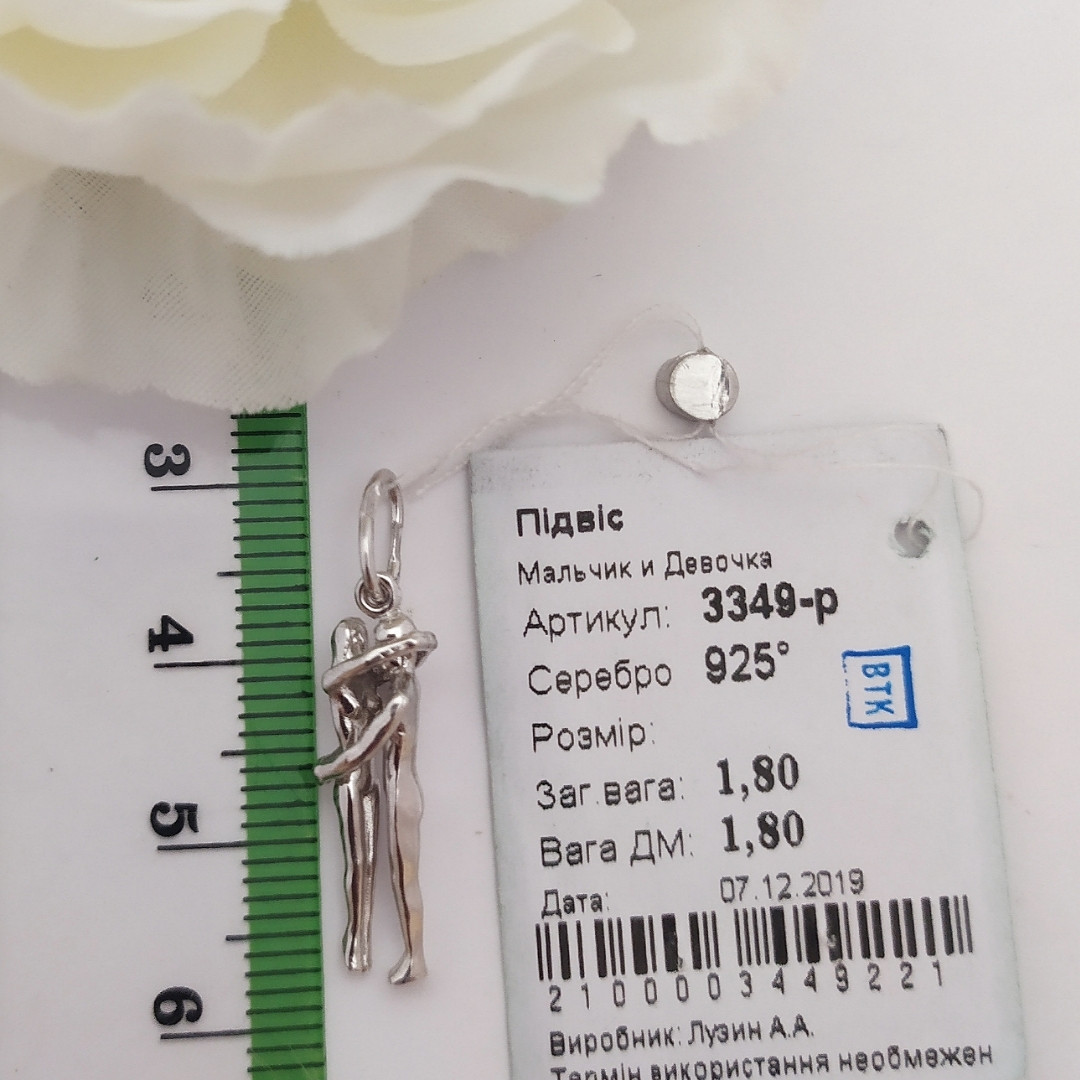 3
4
5
6
Підвіс
Мальчик и Девочка
Артикул: 3349-р
Серебро 925°
ВТК
Розмір:
Заг.вага: 1,80
Вага ДМ: 1,80
Дата: 07.12.2019
2100003449221
Виробник: Лузин А.А.
Термін використання необмежен